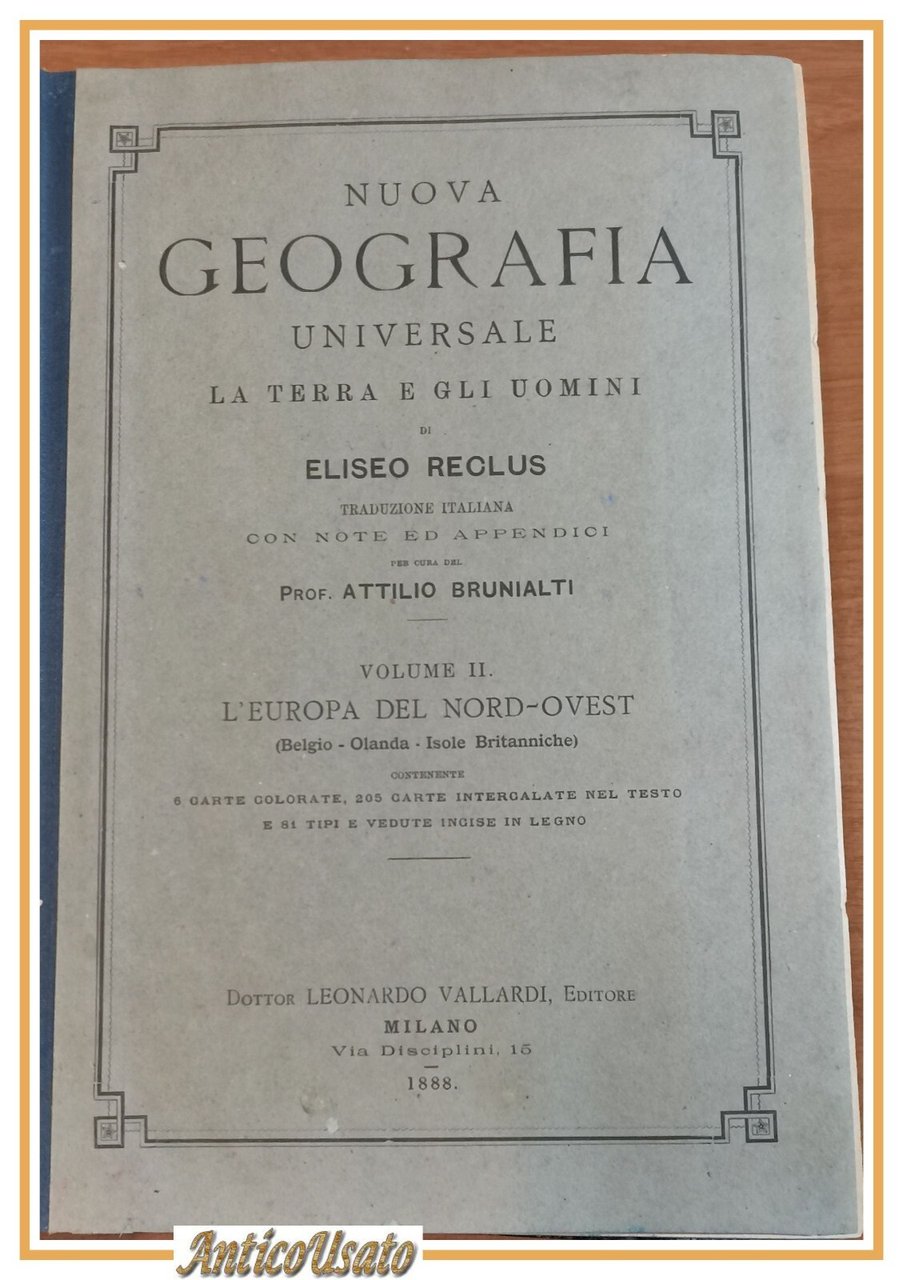 NUOVA
GEOGRAFIA
UNIVERSALE
LA TERRA E GLI UOMINI
DI
ELISEO RECLUS
TRADUZIONE ITALIANA
CON NOTE ED APPENDICI
PER CURA DEL
PROF. ATTILIO BRUNIALTI
VOLUME II.
L'EUROPA DEL NORD-OVEST
(Belgio - Olanda - Isole Britanniche)
CONTENENTE
6 CARTE COLORATE, 205 CARTE INTERCALATE NEL TESTO
E 81 TIPI E VEDUTE INCISE IN LEGNO
DOTTOR LEONARDO VALLARDI, EDITORE
MILANO
Via Disciplini, 15
1888.
AnticoUsato